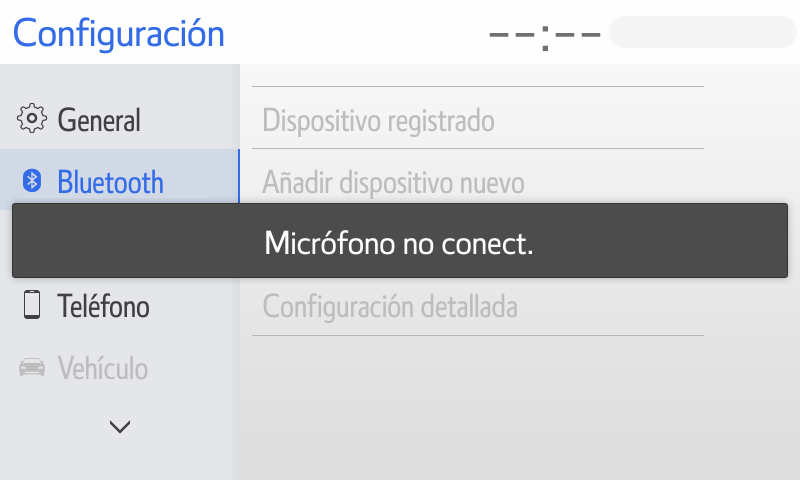 Configuración
--:--
General
Dispositivo registrado
Bluetooth
Añadir dispositivo nuevo
Micrófono no conect.
Teléfono
Configuración detallada
Vehículo